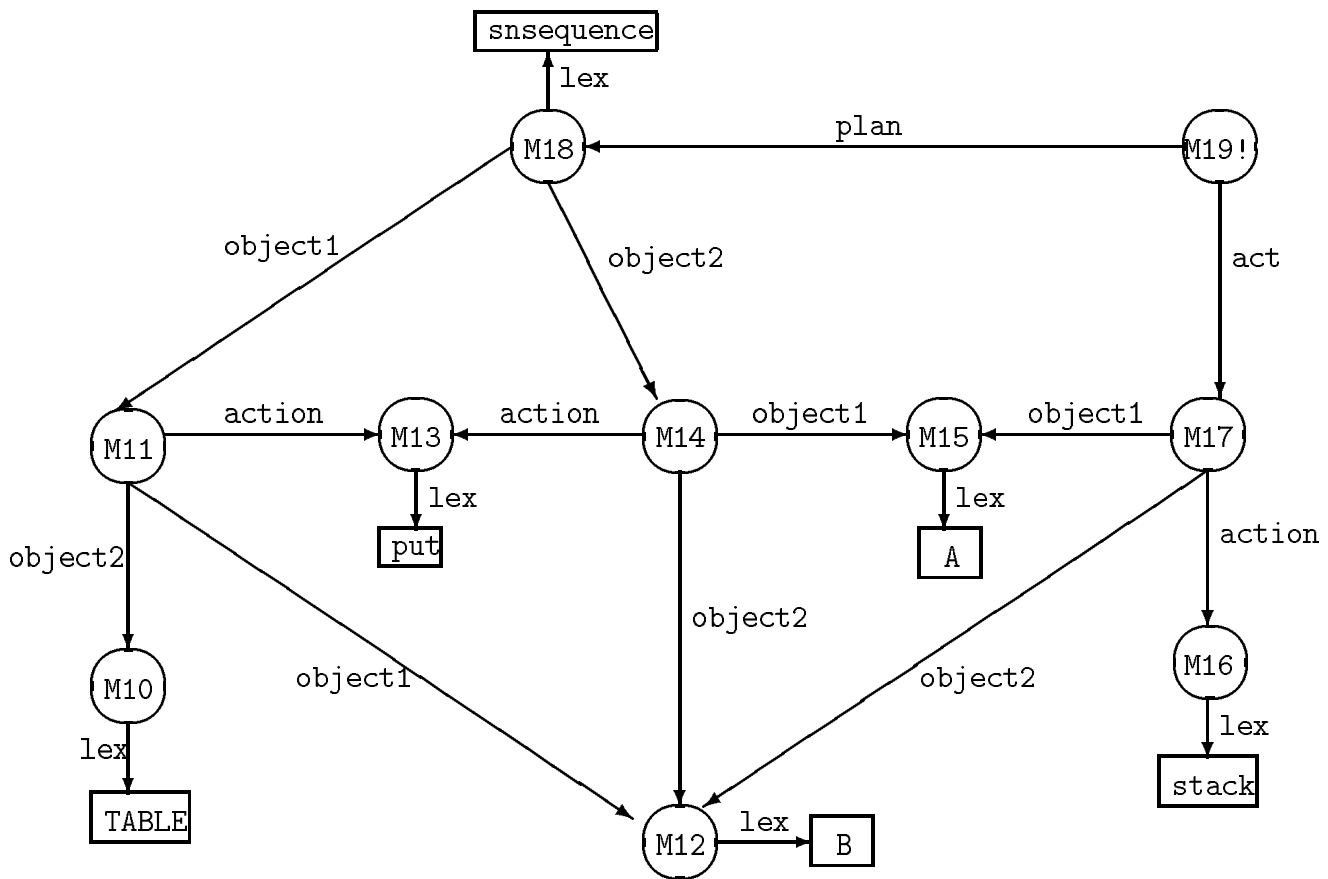 snsequence
lex
M18
plan
M19!
object1
object2
act
M11
action
M13
action
M14
object1
M15
object1
M17
lex
lex
put
A
object2
action
object2
M10
object1
object2
M16
lex
lex
TABLE
stack
M12
lex
B